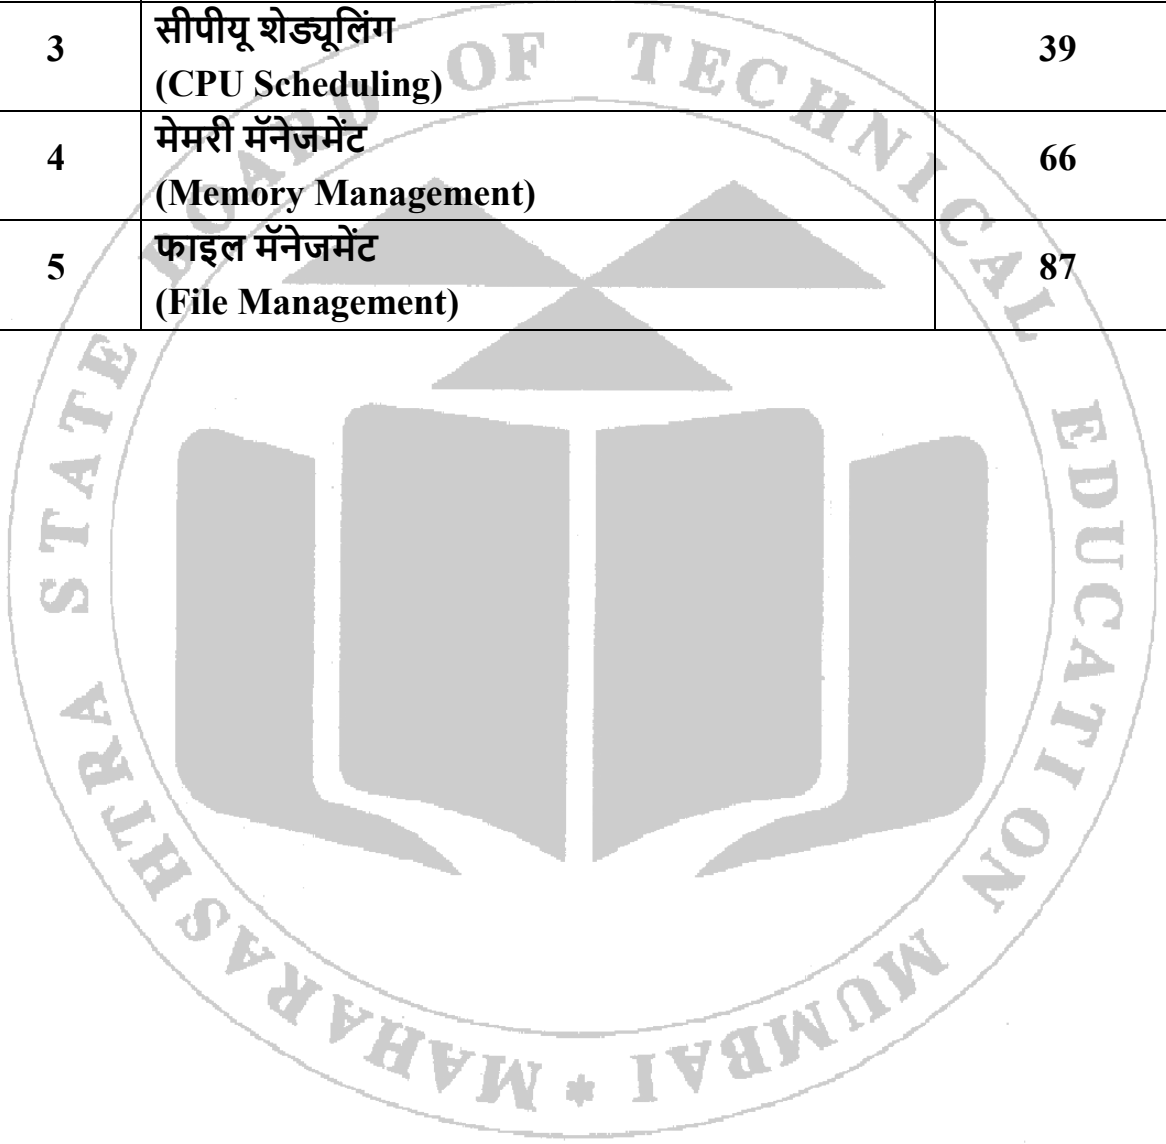 3
सीपीयू शेड्यूलिंग
(CPU Scheduling)
39
4
मेमरी मॅनेजमेंट
(Memory Management)
66
5
फाइल मॅनेजमेंट
(File Management)
87
MAHARASHTRA STATE BOARD OF TECHNICAL EDUCATION MUMBAI *